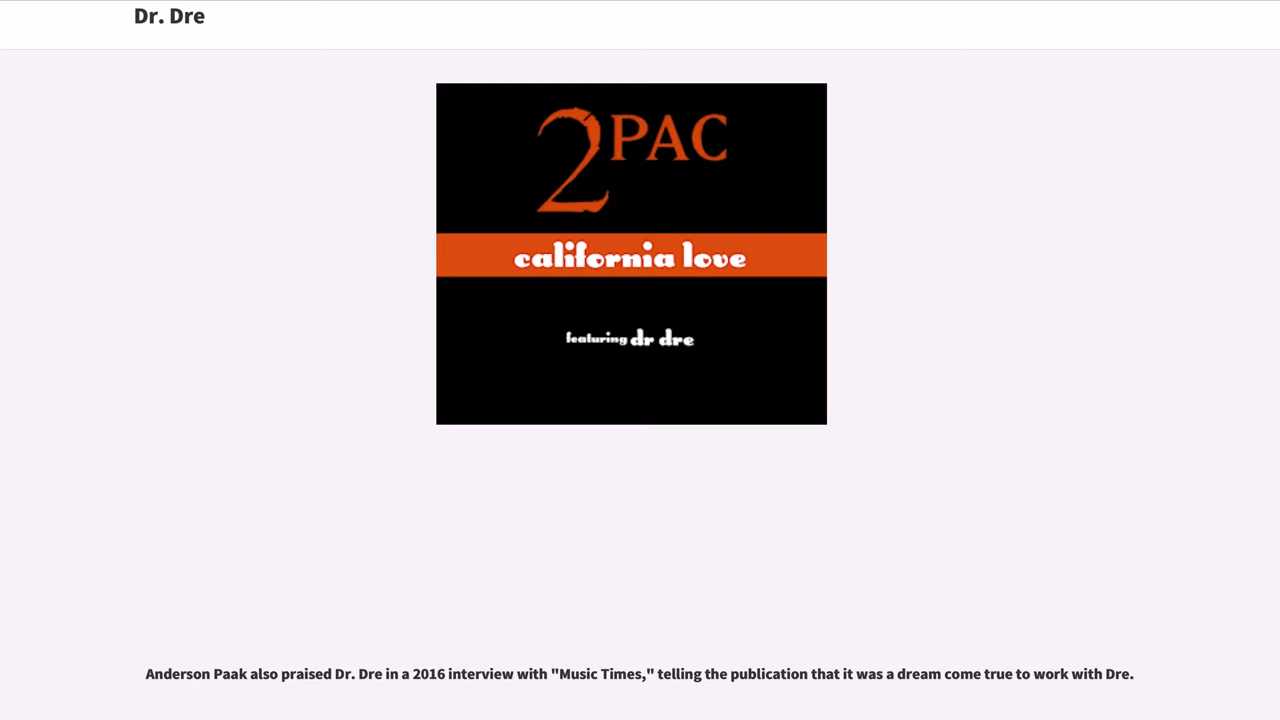 Dr. Dre
2PAC
california love
featuring dr dre
Anderson Paak also praised Dr. Dre in a 2016 interview with "Music Times," telling the publication that it was a dream come true to work with Dre.